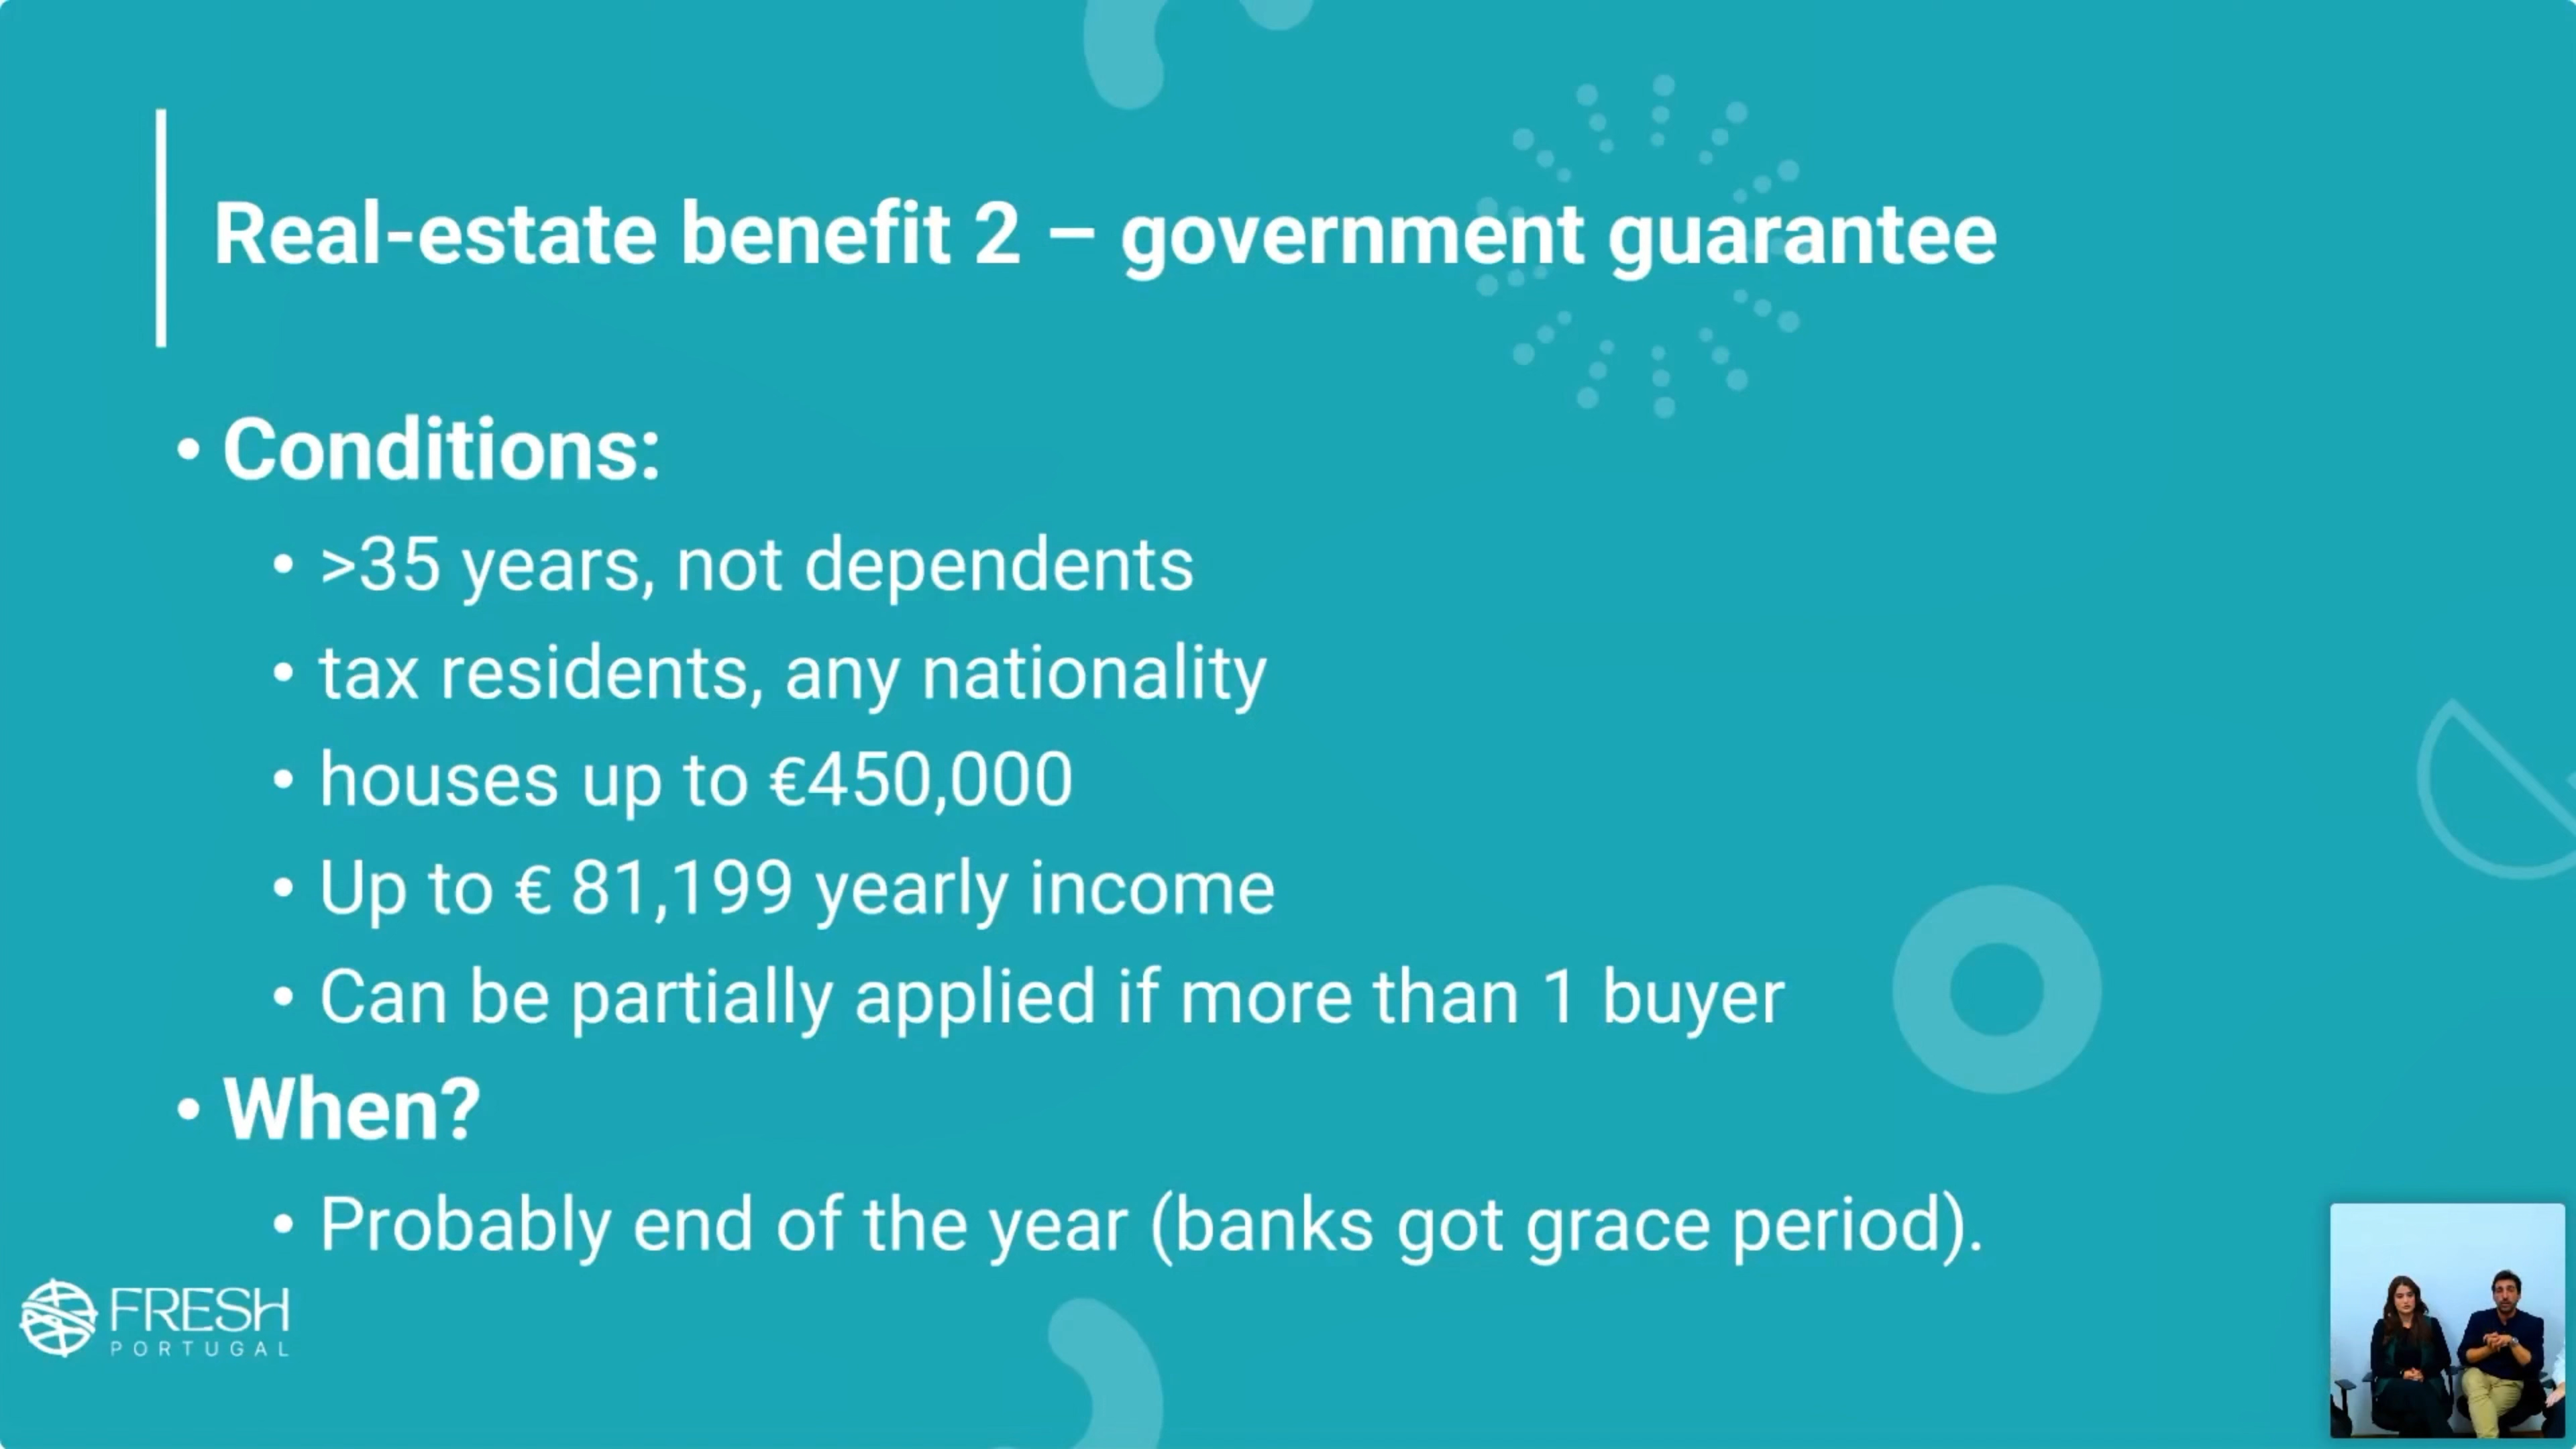 Real-estate benefit 2 – government guarantee
• Conditions:
• >35 years, not dependents
• tax residents, any nationality
• houses up to €450,000
• Up to € 81,199 yearly income
• Can be partially applied if more than 1 buyer
• When?
• Probably end of the year (banks got grace period).
FRESH
PORTUGAL